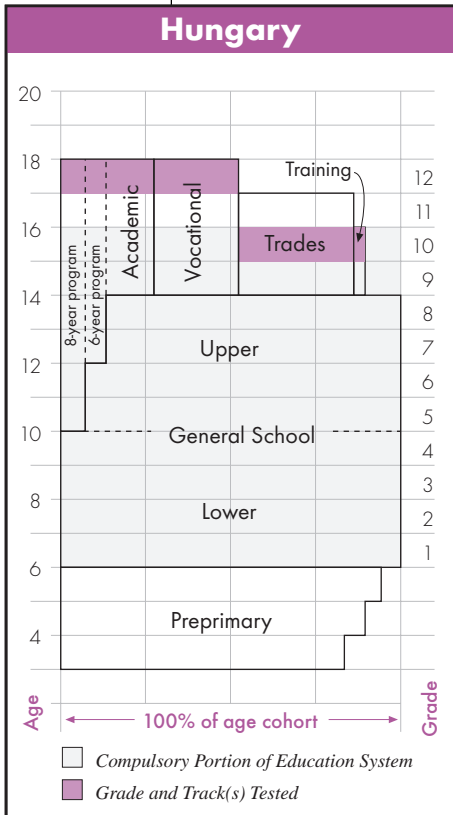 Hungary
20
18
16
14
12
10
8
6
4
Age
12
11
10
9
8
7
6
5
4
3
2
1
Grade
8-year program
6-year program
Academic
Vocational
Training
Trades
Upper
General School
Lower
Preprimary
100% of age cohort
Compulsory Portion of Education System
Grade and Track(s) Tested